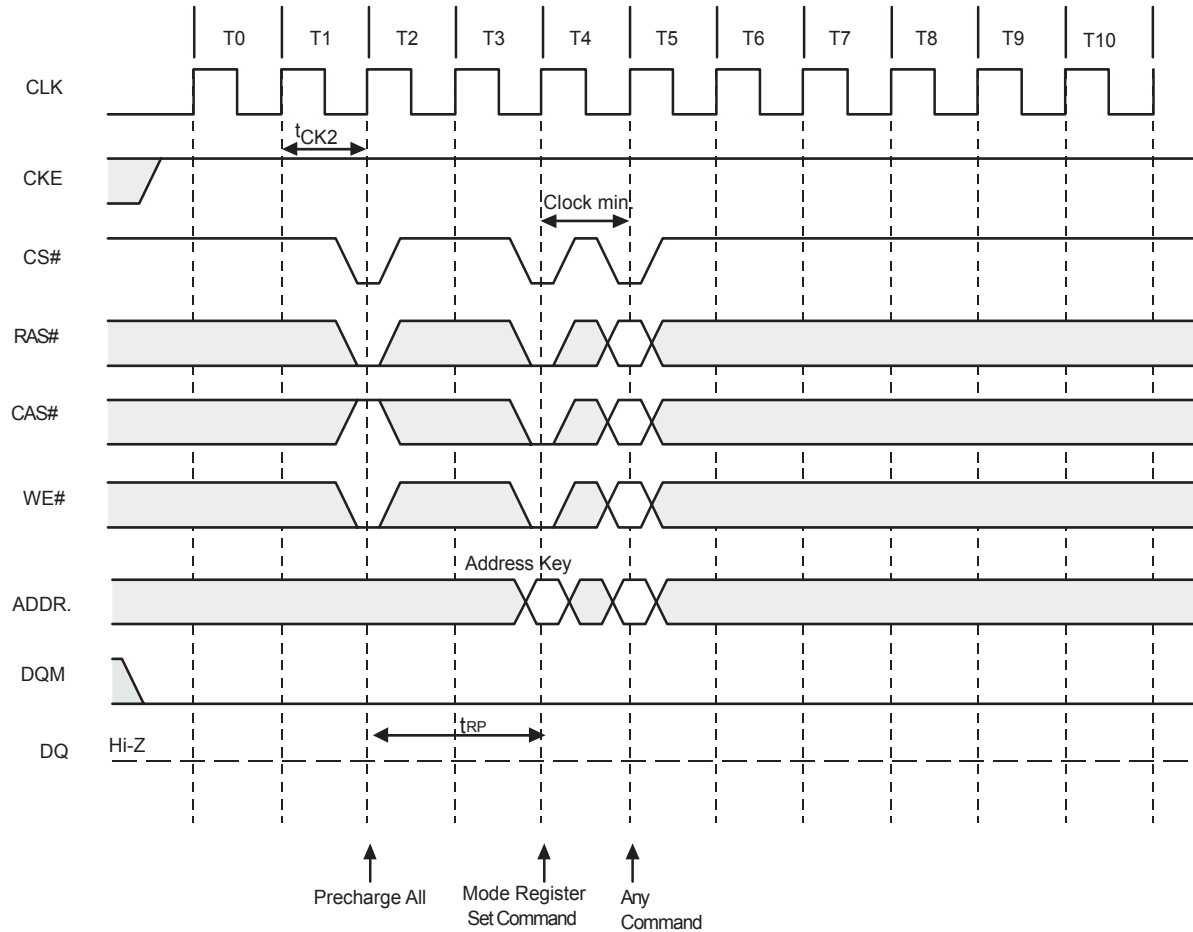 T0 T1 T2 T3 T4 T5 T6 T7 T8 T9 T10
CLK
tCK2
CKE
Clock min.
CS#
RAS#
CAS#
WE#
Address Key
ADDR.
DQM
tRP
DQ Hi-Z
Precharge All
Mode Register
Set Command
Any
Command